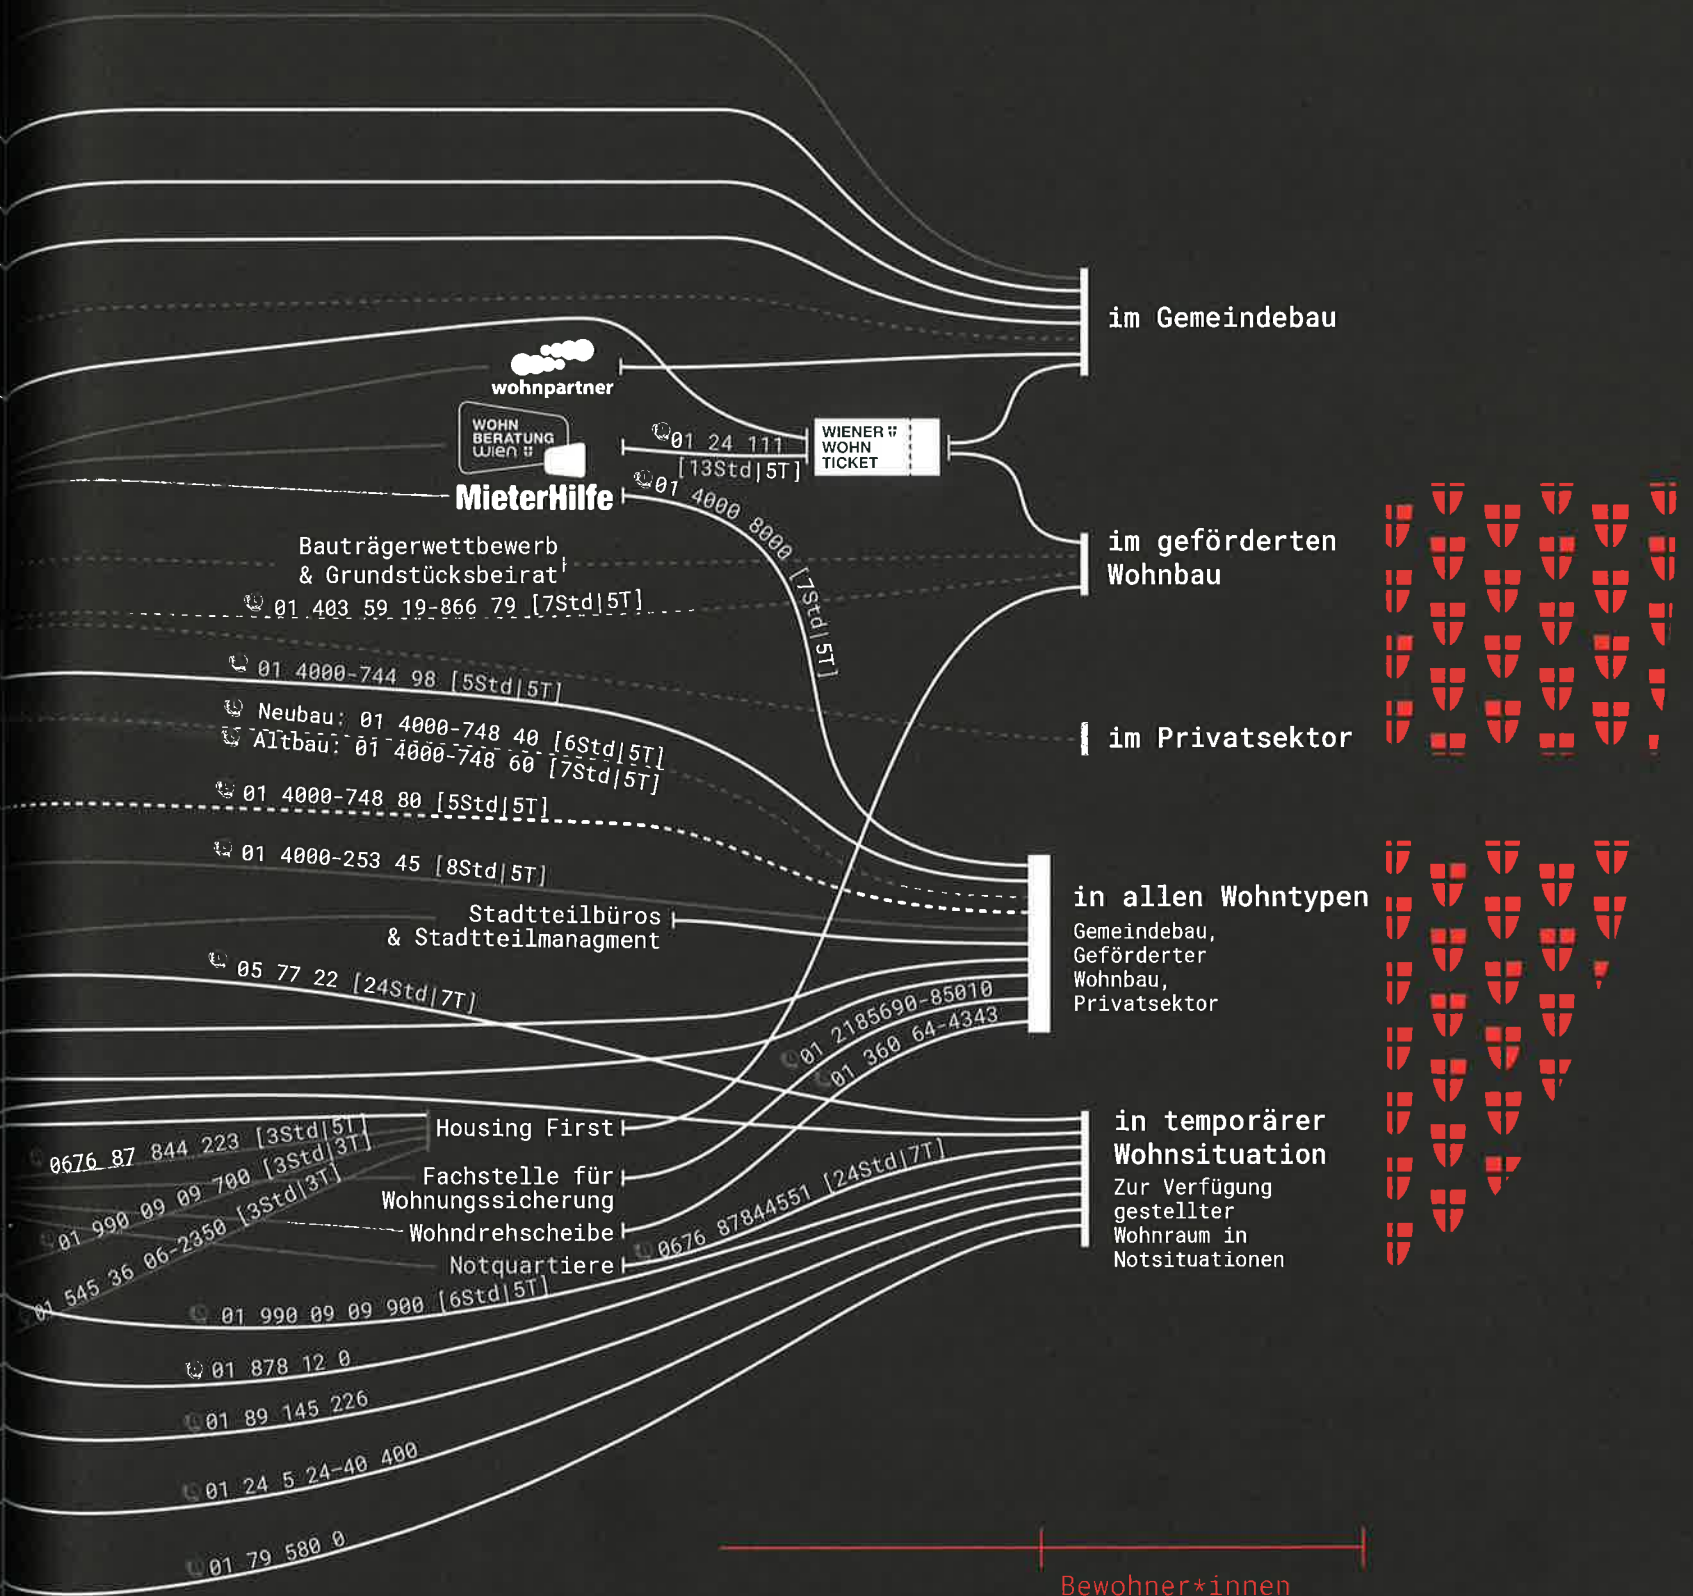 im Gemeindebau
wohnpartner
WOHN
BERATUNG
wien
01 24 111
[13Std|5T]
WIENER
WOHN
TICKET
MieterHilfe
01 4000 8000 [7Std|5T]
Bauträgerwettbewerb
& Grundstücksbeirat
im geförderten
Wohnbau
01 403 59 19-866 79 [7Std|5T]
01 4000-744 98 [5Std|5T]
Neubau: 01 4000-748 40 [6Std|5T]
Altbau: 01 4000-748 60 [7Std|5T]
im Privatsektor
01 4000-748 80 [5Std|5T]
01 4000-253 45 [8Std|5T]
Stadtteilbüros
& Stadtteilmanagment
in allen Wohntypen
Gemeindebau,
Geförderter
Wohnbau,
Privatsektor
05 77 22 [24Std|7T]
01 2185690-85010
01 360 64-4343
Housing First
0676 87 844 223 [3Std|5T]
01 990 09 09 700 [3Std|3T]
01 545 36 06-2350 [3Std|3T]
Fachstelle für
Wohnungssicherung
Wohndrehscheibe
Notquartiere
0676 87844551 [24Std|7T]
in temporärer
Wohnsituation
Zur Verfügung
gestellter
Wohnraum in
Notsituationen
01 990 09 09 900 [6Std|5T]
01 878 12 0
01 89 145 226
01 24 5 24-40 400
01 79 580 0
Bewohner*innen